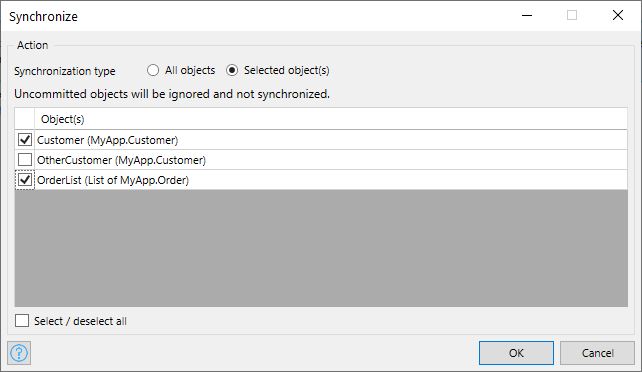 Synchronize
Action
Synchronization type All objects Selected object(s)
Uncommitted objects will be ignored and not synchronized.
Object(s)
Customer (MyApp.Customer)
OtherCustomer (MyApp.Customer)
OrderList (List of MyApp.Order)
Select / deselect all
? OK Cancel